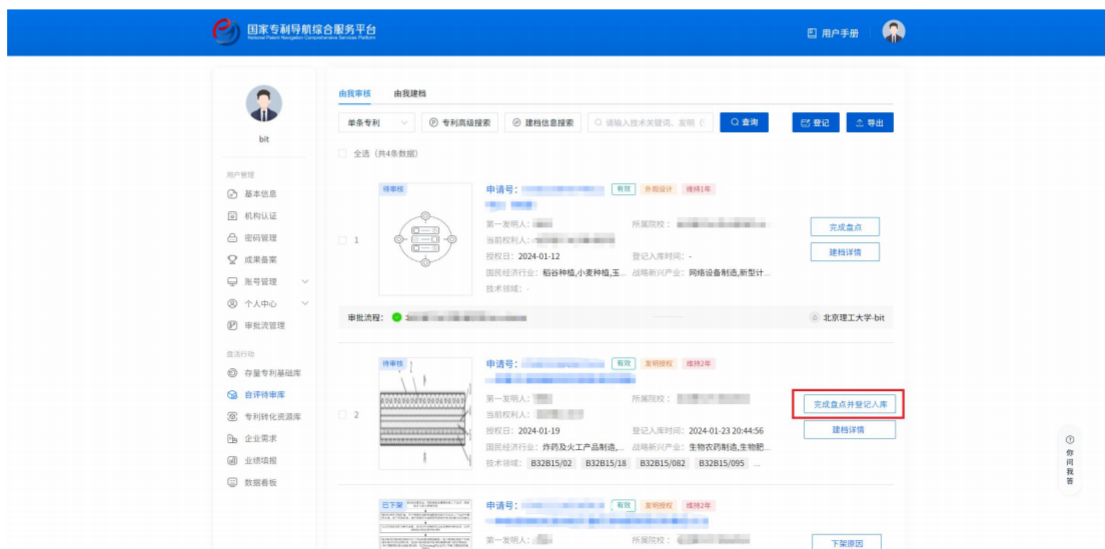 国家专利导航综合服务平台
National Patent Navigation Comprehensive Services Platform
用户手册
bit
用户管理
基本信息
机构认证
密码管理
成果备案
账号管理
个人中心
审批流管理
盘活行动
存量专利基础库
自评待审库
专利转化资源库
企业需求
业绩填报
数据看板
由我审核 由我建档
单条专利 专利高级搜索 建档信息搜索 请输入技术关键词、发明 查询 登记 导出
全选（共4条数据）
待审核
1
申请号： 有效 外观设计 维持1年
第一发明人： 所属院校：
当前权利人：
授权日：2024-01-12 登记入库时间：-
国民经济行业：稻谷种植,小麦种植,玉... 战略新兴产业：网络设备制造,新型计...
技术领域：-
完成盘点
建档详情
审批流程： 北京理工大学-bit
待审核
2
申请号： 有效 发明授权 维持2年
第一发明人： 所属院校：
当前权利人：
授权日：2024-01-19 登记入库时间：2024-01-23 20:44:56
国民经济行业：炸药及火工产品制造,... 战略新兴产业：生物农药制造,生物肥...
技术领域： B32B15/02 B32B15/18 B32B15/082 B32B15/095 ...
完成盘点并登记入库
建档详情
已下架
申请号： 有效 发明授权 维持2年
第一发明人： 所属院校：
下架原因
你问我答